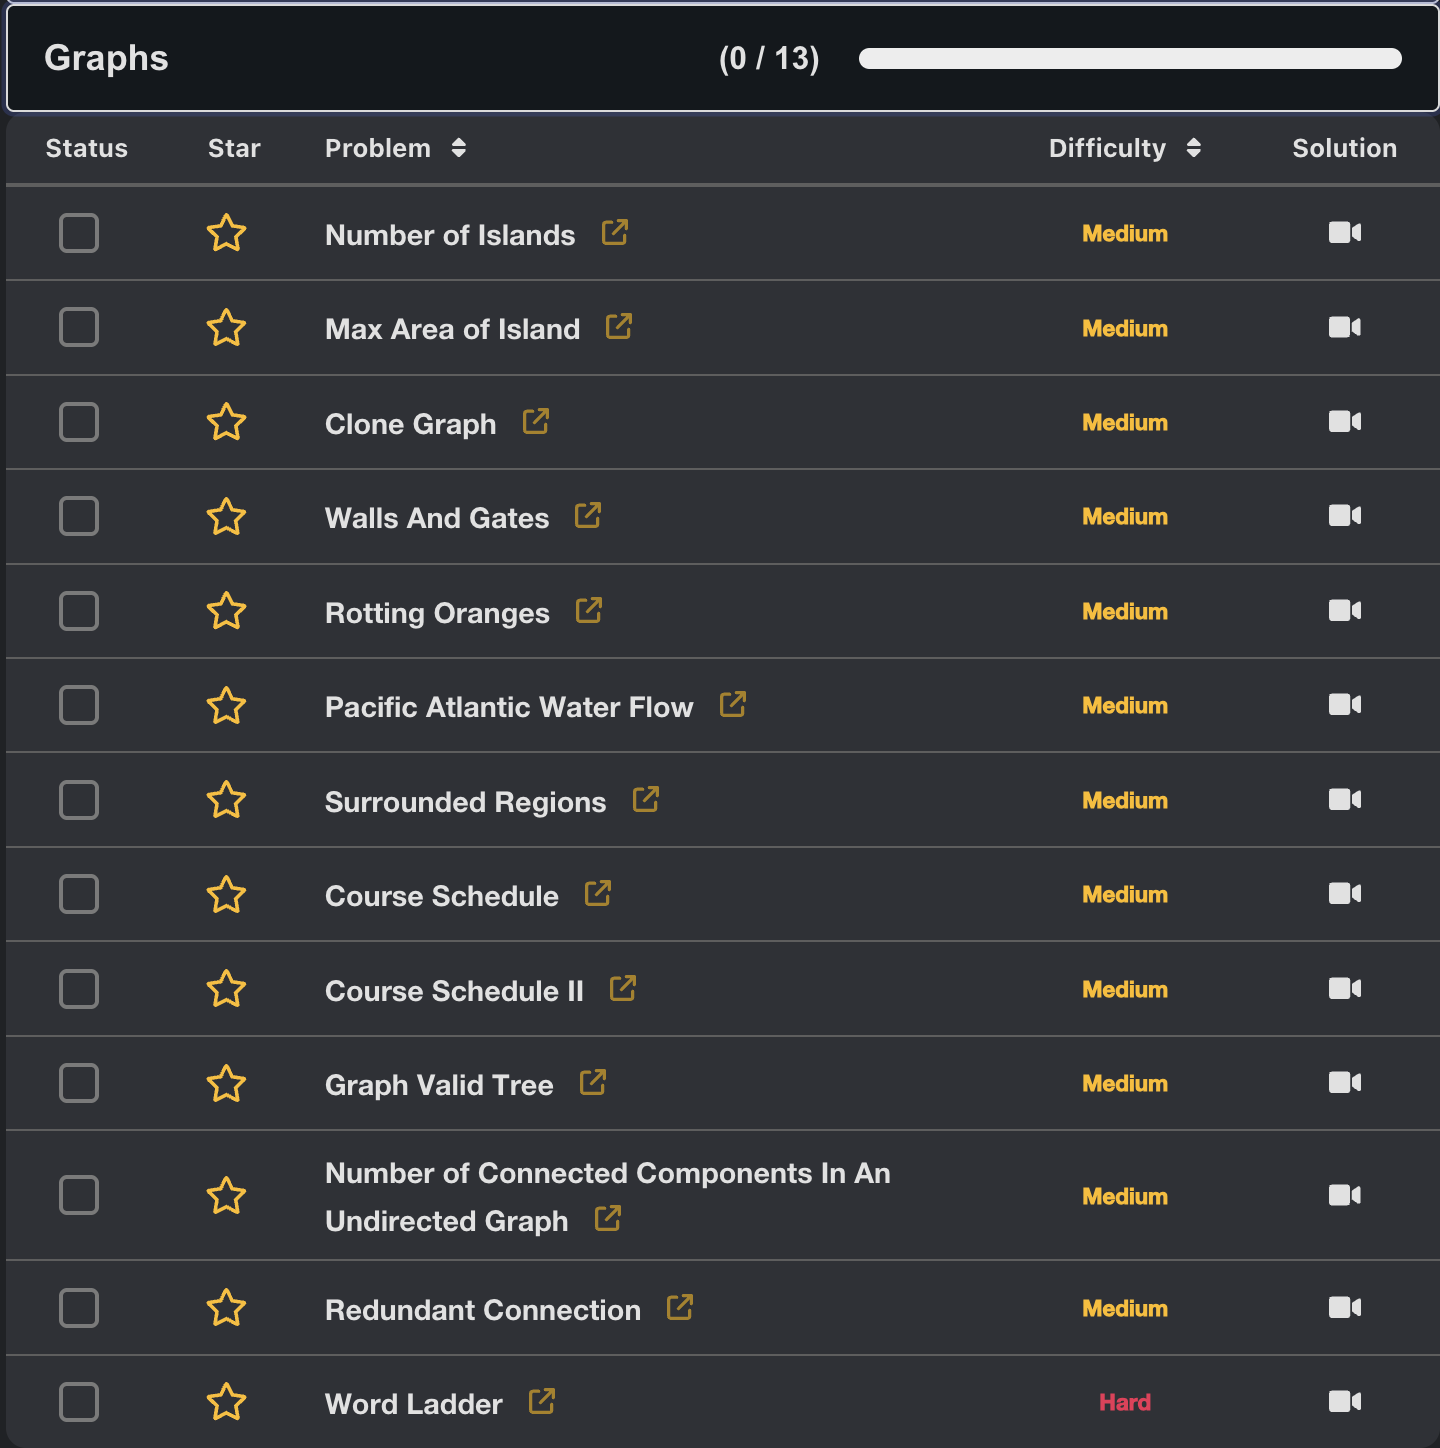 Graphs (0 / 13)
Status Star Problem Difficulty Solution
Number of Islands Medium
Max Area of Island Medium
Clone Graph Medium
Walls And Gates Medium
Rotting Oranges Medium
Pacific Atlantic Water Flow Medium
Surrounded Regions Medium
Course Schedule Medium
Course Schedule II Medium
Graph Valid Tree Medium
Number of Connected Components In An
Undirected Graph Medium
Redundant Connection Medium
Word Ladder Hard